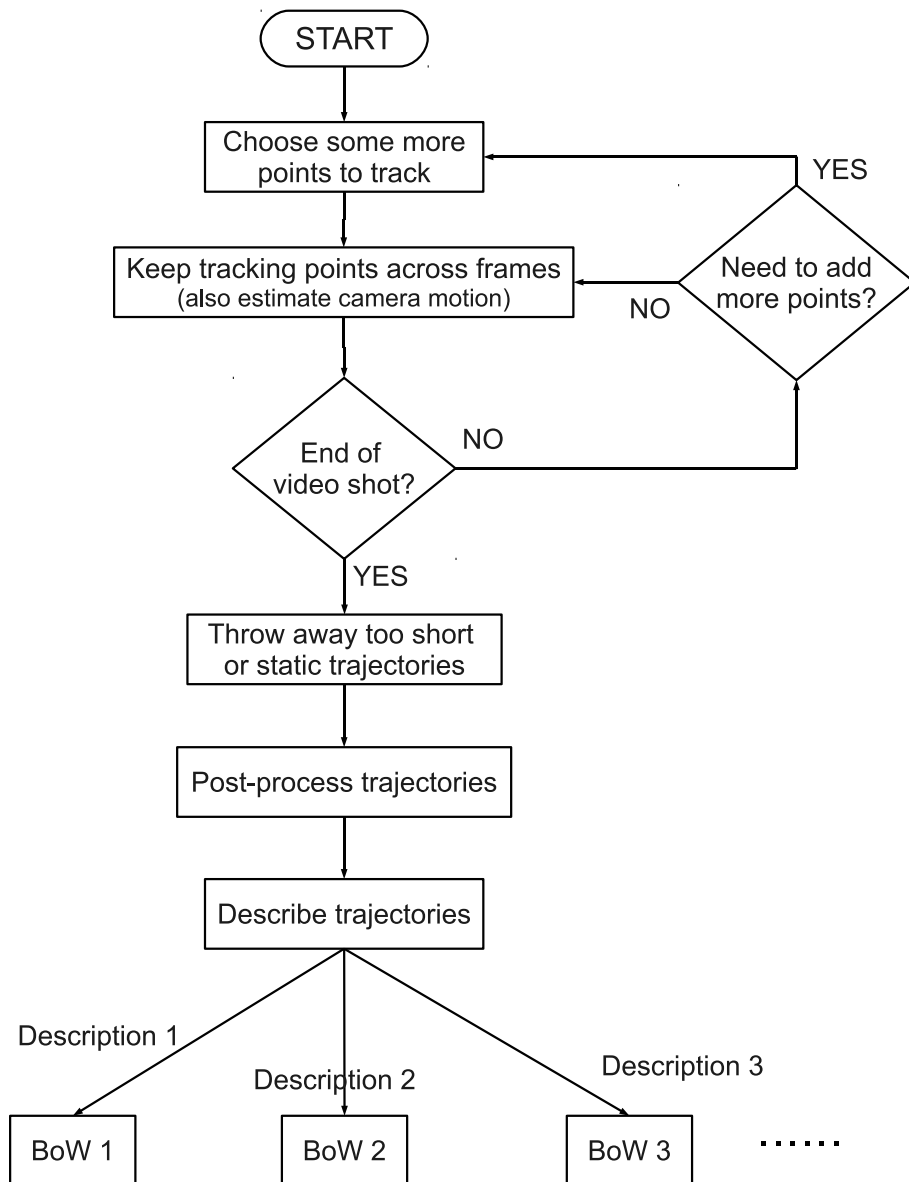 START
Choose some more
points to track
YES
Keep tracking points across frames
(also estimate camera motion)
Need to add
more points?
NO
End of
video shot?
NO
YES
Throw away too short
or static trajectories
Post-process trajectories
Describe trajectories
Description 1
Description 2
Description 3
BoW 1
BoW 2
BoW 3
......